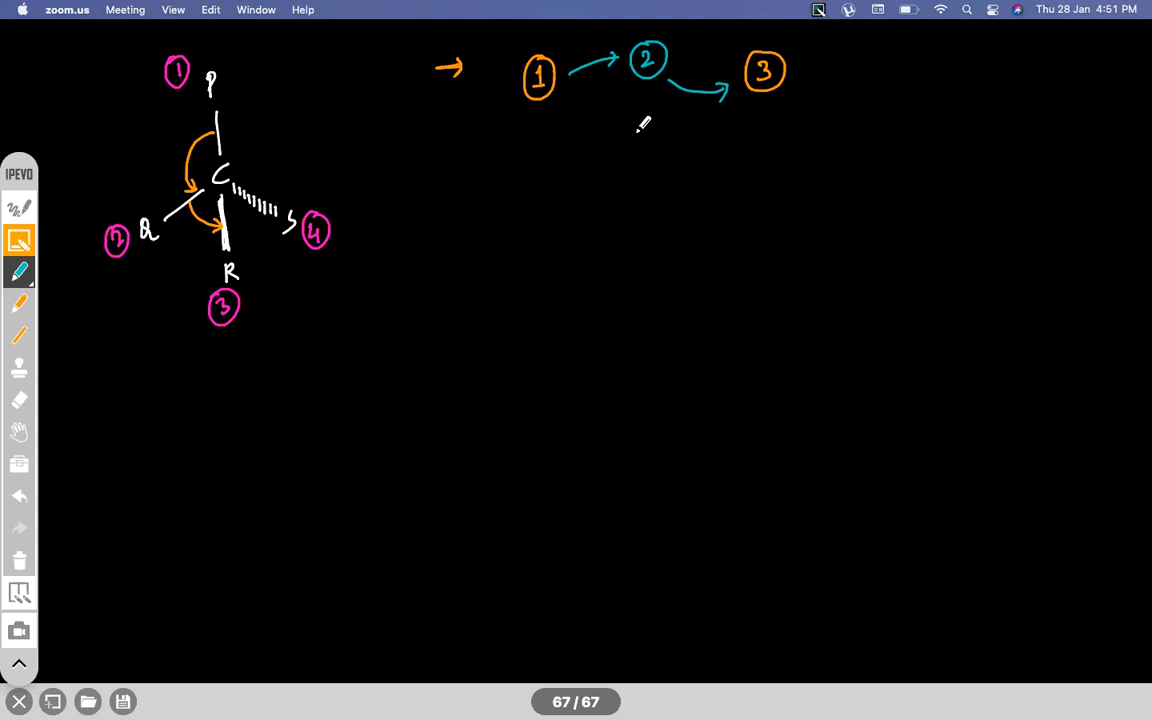 zoom.us Meeting View Edit Window Help Thu 28 Jan 4:51 PM
1 → 2 → 3
→
1 P
C
IPEVO
2 Q S 4
R
3
67/67